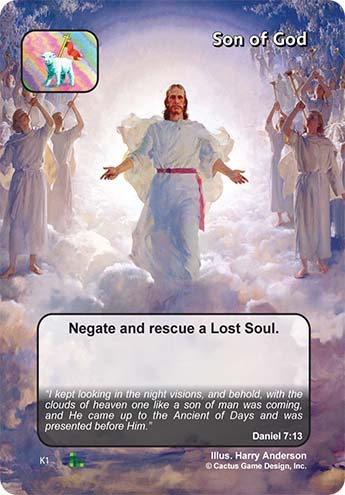 Son of God
Negate and rescue a Lost Soul.
"I kept looking in the night visions, and behold, with the
clouds of heaven one like a son of man was coming,
and He came up to the Ancient of Days and was
presented before Him."
Daniel 7:13
K1
Illus. Harry Anderson
© Cactus Game Design, Inc.